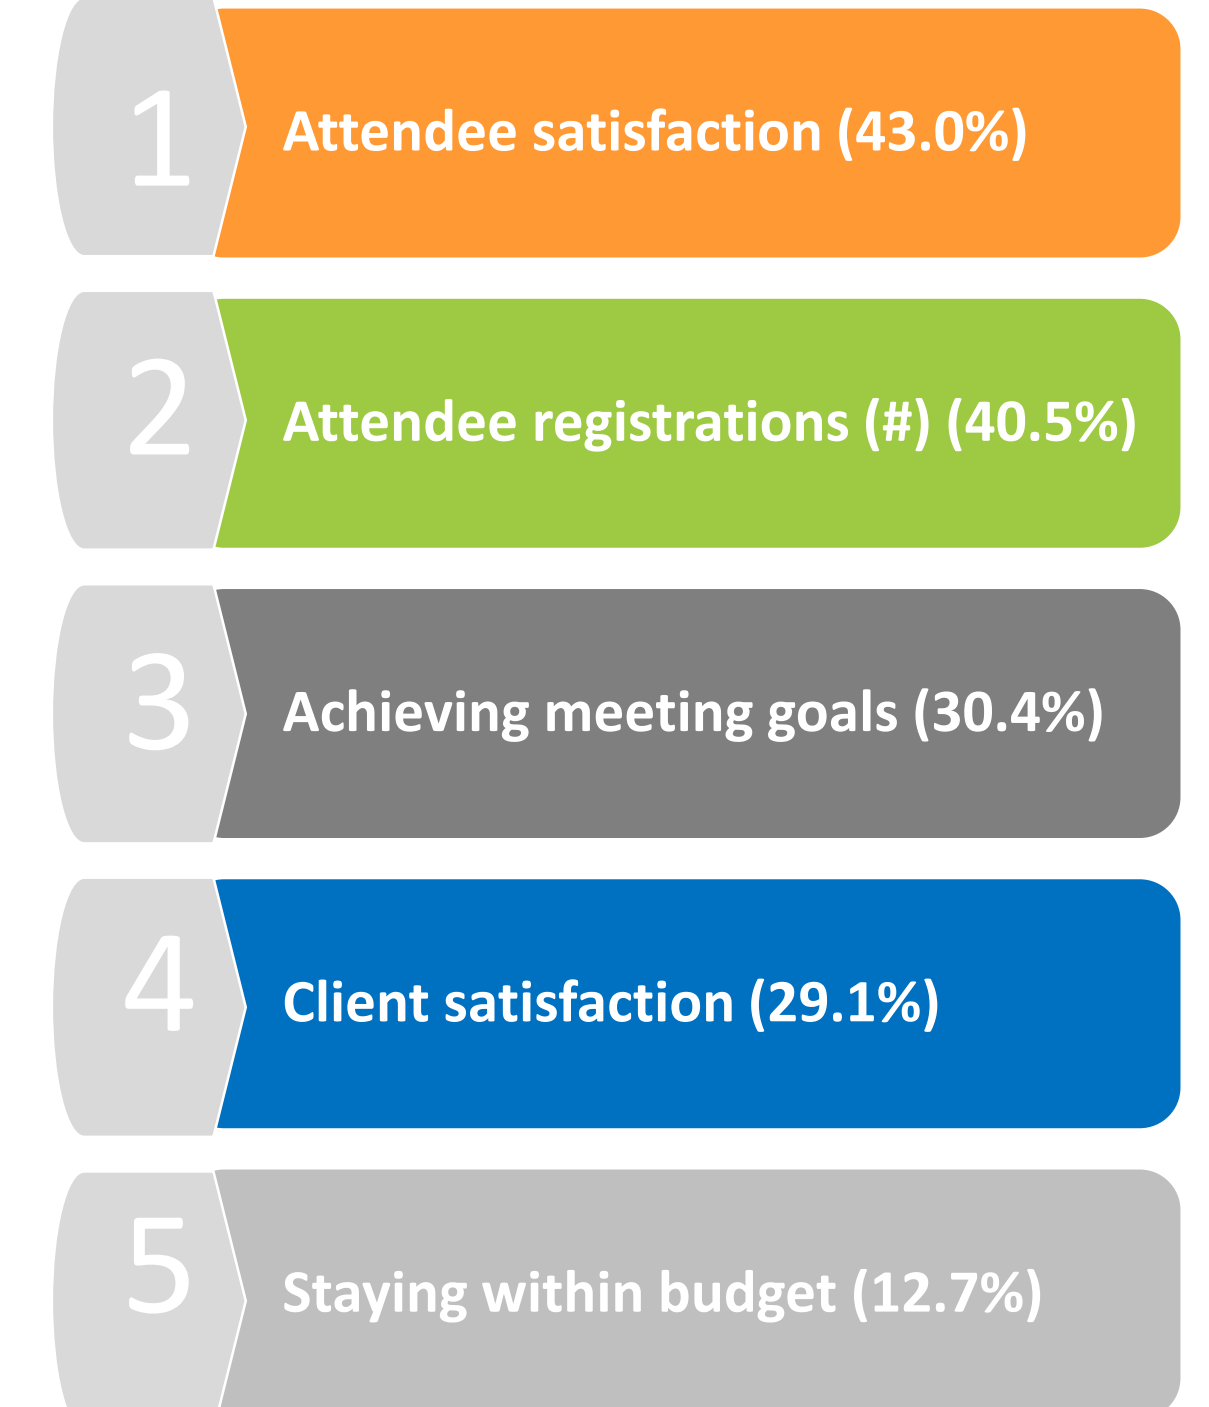 1
Attendee satisfaction (43.0%)
2
Attendee registrations (#) (40.5%)
3
Achieving meeting goals (30.4%)
4
Client satisfaction (29.1%)
5
Staying within budget (12.7%)